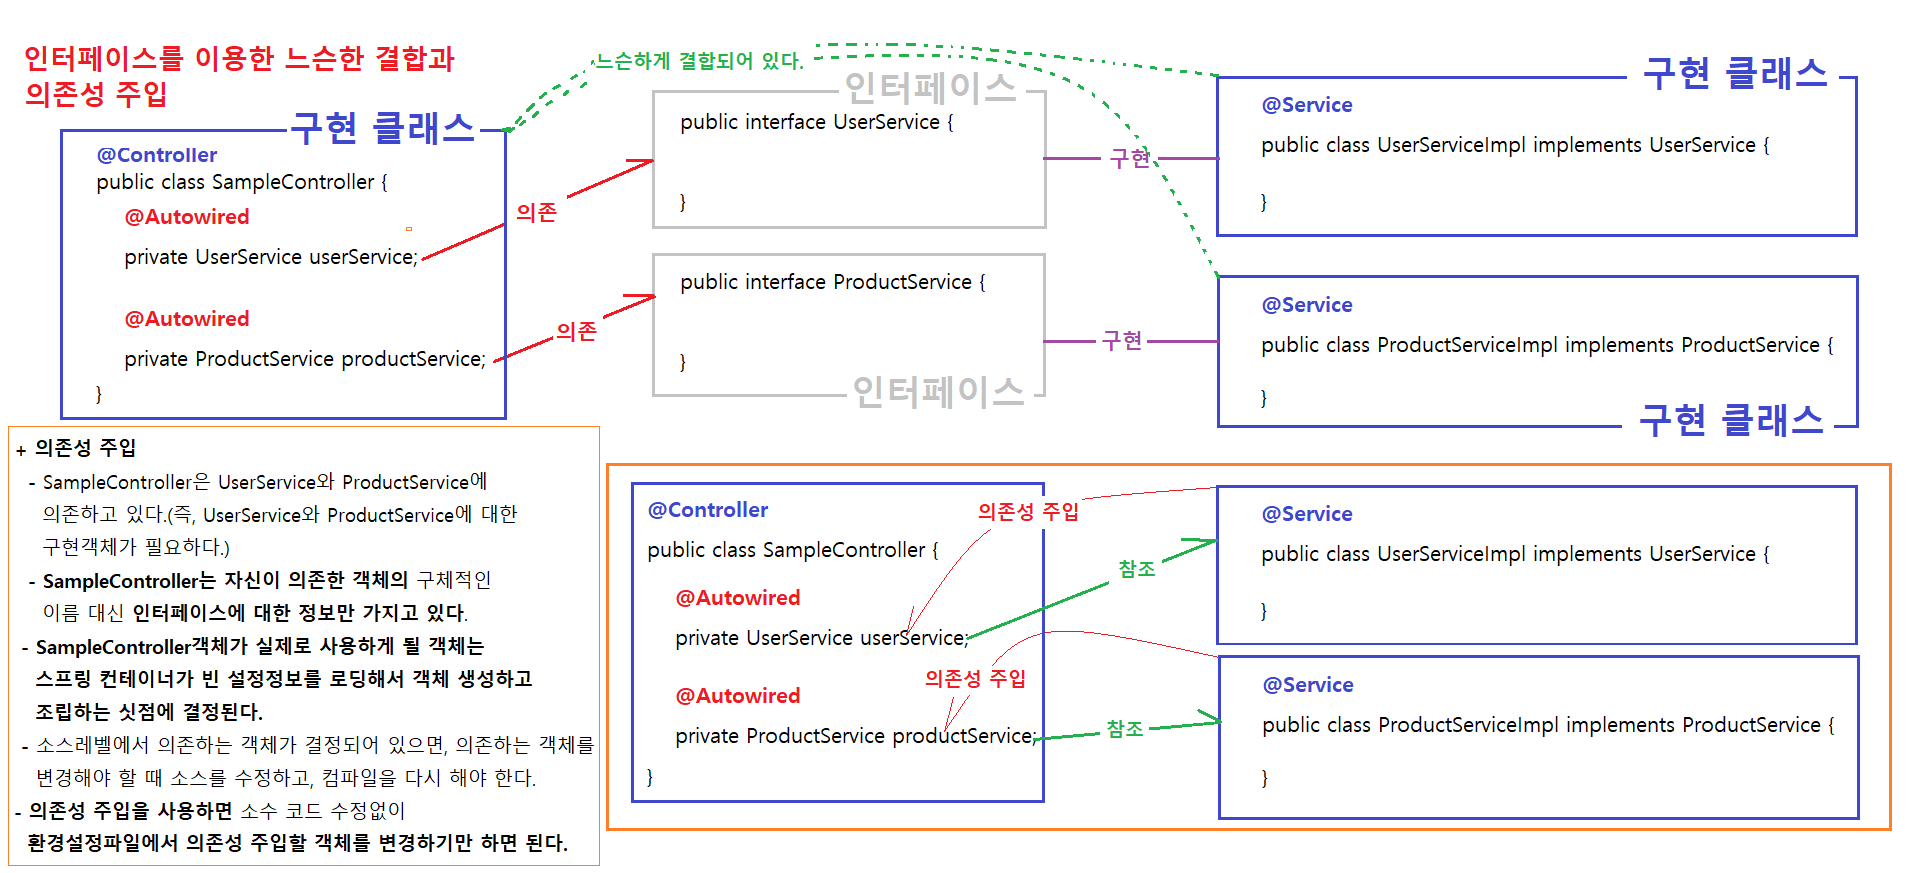 인터페이스를 이용한 느슨한 결합과
의존성 주입
느슨하게 결합되어 있다.
구현 클래스
@Controller
public class SampleController {
@Autowired
private UserService userService;
@Autowired
private ProductService productService;
}
의존
의존
인터페이스
public interface UserService {
}
public interface ProductService {
}
인터페이스
구현
구현
구현 클래스
@Service
public class UserServiceImpl implements UserService {
}
@Service
public class ProductServiceImpl implements ProductService {
}
구현 클래스
+ 의존성 주입
- SampleController은 UserService와 ProductService에
의존하고 있다.(즉, UserService와 ProductService에 대한
구현객체가 필요하다.)
- SampleController는 자신이 의존한 객체의 구체적인
이름 대신 인터페이스에 대한 정보만 가지고 있다.
- SampleController객체가 실제로 사용하게 될 객체는
스프링 컨테이너가 빈 설정정보를 로딩해서 객체 생성하고
조립하는 싯점에 결정된다.
- 소스레벨에서 의존하는 객체가 결정되어 있으면, 의존하는 객체를
변경해야 할 때 소스를 수정하고, 컴파일을 다시 해야 한다.
- 의존성 주입을 사용하면 소수 코드 수정없이
환경설정파일에서 의존성 주입할 객체를 변경하기만 하면 된다.
@Controller
public class SampleController {
@Autowired
private UserService userService;
@Autowired
private ProductService productService;
}
의존성 주입
참조
의존성 주입
참조
@Service
public class UserServiceImpl implements UserService {
}
@Service
public class ProductServiceImpl implements ProductService {
}